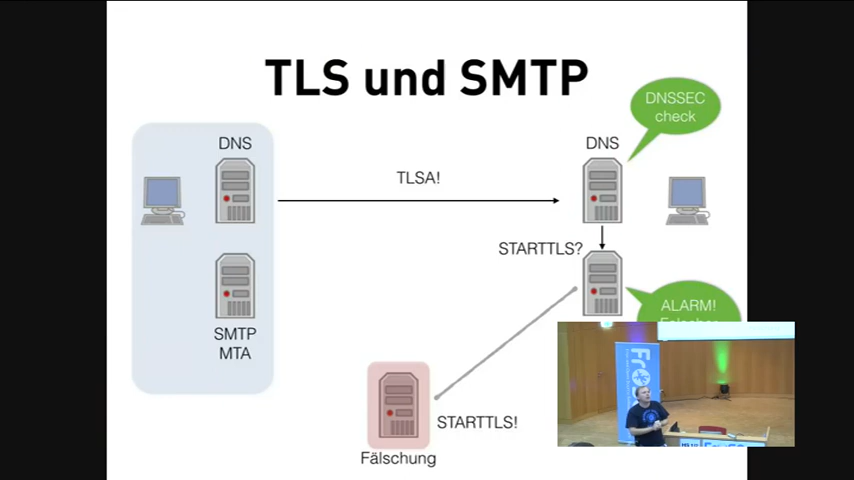 TLS und SMTP
DNSSEC
check
DNS
DNS
TLSA!
STARTTLS?
SMTP
MTA
ALARM!
STARTTLS!
Fälschung